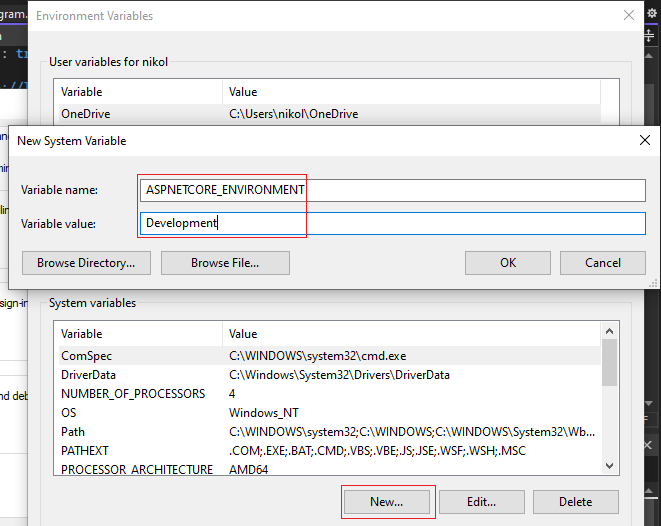 Environment Variables
gram.
: tr
User variables for nikol
Variable Value
OneDrive C:\Users\nikol\OneDrive
New System Variable
Variable name: ASPNETCORE_ENVIRONMENT
Variable value: Development
Browse Directory... Browse File... OK Cancel
System variables
sign-in
Variable Value
ComSpec C:\WINDOWS\system32\cmd.exe
DriverData C:\Windows\System32\Drivers\DriverData
nd deb
NUMBER_OF_PROCESSORS 4
OS Windows_NT
Path C:\WINDOWS\system32;C:\WINDOWS;C:\WINDOWS\System32\Wb...
PATHEXT .COM;.EXE;.BAT;.CMD;.VBS;.VBE;.JS;.JSE;.WSF;.WSH;.MSC
PROCESSOR_ARCHITECTURE AMD64
New... Edit... Delete